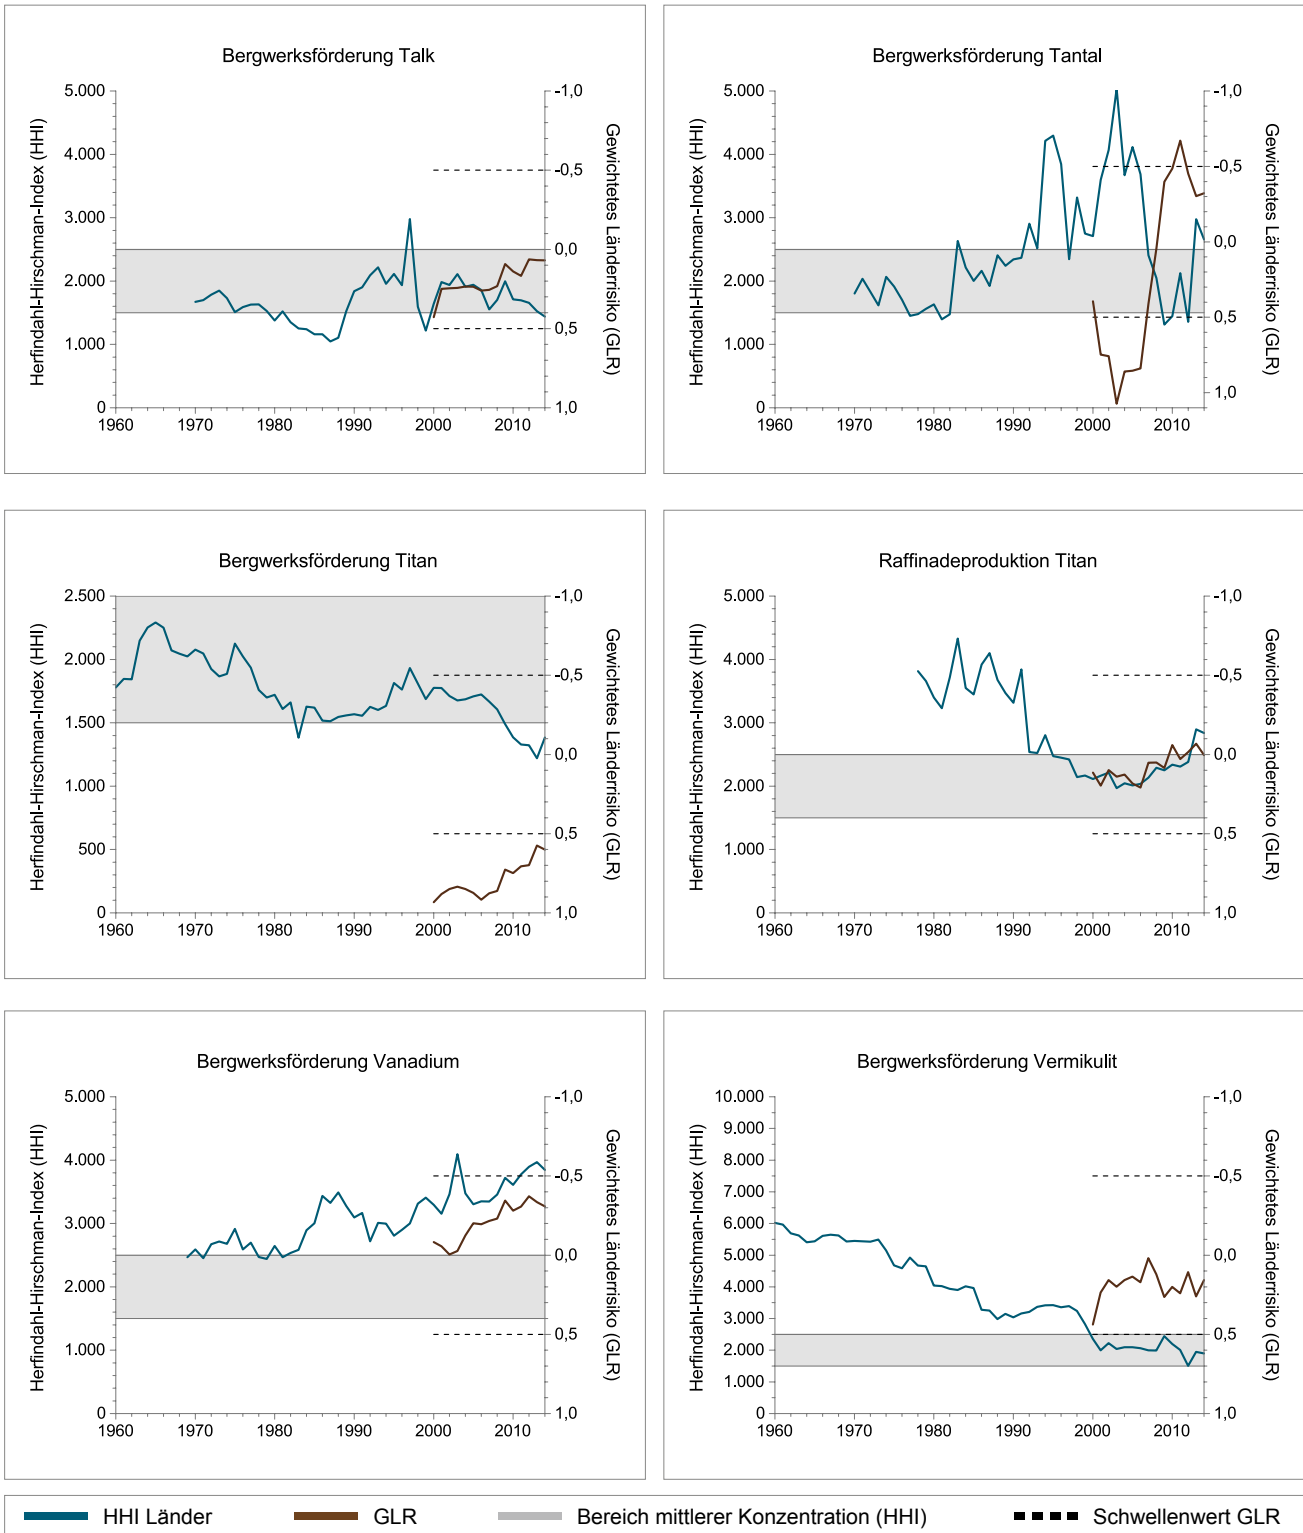 Bergwerksförderung Talk
Herfindahl-Hirschman-Index (HHI)
5.000
4.000
3.000
2.000
1.000
0
-1,0
-0,5
0,0
0,5
1,0
Gewichtetes Länderrisiko (GLR)
1960 1970 1980 1990 2000 2010
Bergwerksförderung Tantal
Herfindahl-Hirschman-Index (HHI)
5.000
4.000
3.000
2.000
1.000
0
-1,0
-0,5
0,0
0,5
1,0
Gewichtetes Länderrisiko (GLR)
1960 1970 1980 1990 2000 2010
Bergwerksförderung Titan
Herfindahl-Hirschman-Index (HHI)
2.500
2.000
1.500
1.000
500
0
-1,0
-0,5
0,0
0,5
1,0
Gewichtetes Länderrisiko (GLR)
1960 1970 1980 1990 2000 2010
Raffinadeproduktion Titan
Herfindahl-Hirschman-Index (HHI)
5.000
4.000
3.000
2.000
1.000
0
-1,0
-0,5
0,0
0,5
1,0
Gewichtetes Länderrisiko (GLR)
1960 1970 1980 1990 2000 2010
Bergwerksförderung Vanadium
Herfindahl-Hirschman-Index (HHI)
5.000
4.000
3.000
2.000
1.000
0
-1,0
-0,5
0,0
0,5
1,0
Gewichtetes Länderrisiko (GLR)
1960 1970 1980 1990 2000 2010
Bergwerksförderung Vermikulit
Herfindahl-Hirschman-Index (HHI)
10.000
9.000
8.000
7.000
6.000
5.000
4.000
3.000
2.000
1.000
0
-1,0
-0,5
0,0
0,5
1,0
Gewichtetes Länderrisiko (GLR)
1960 1970 1980 1990 2000 2010
HHI Länder GLR Bereich mittlerer Konzentration (HHI) Schwellenwert GLR